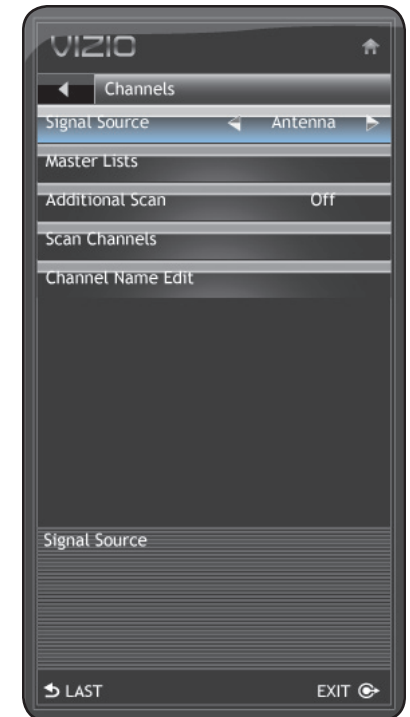 VIZIO
Channels
Signal Source Antenna
Master Lists
Additional Scan Off
Scan Channels
Channel Name Edit
Signal Source
LAST EXIT